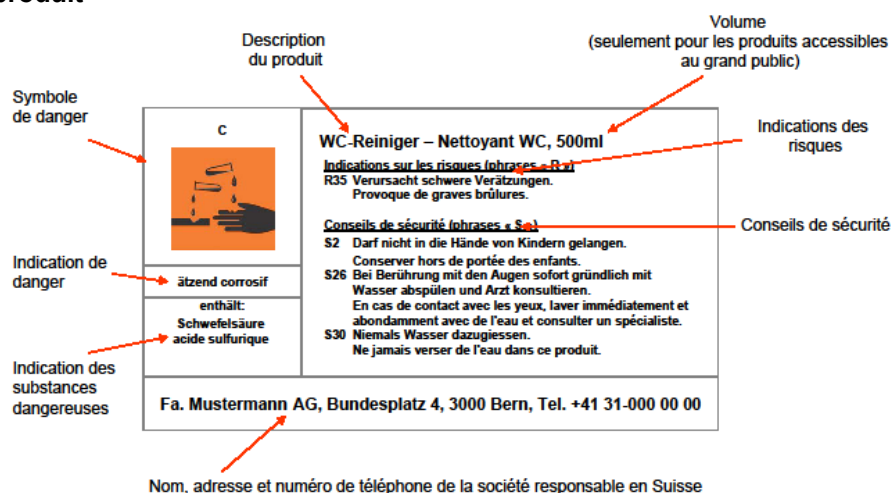 produit
Volume
(seulement pour les produits accessibles
au grand public)
Description
du produit
Symbole
de danger
Indications des
risques
C
WC-Reiniger – Nettoyant WC, 500ml
Indications sur les risques (phrases « R »)
R35 Verursacht schwere Verätzungen.
Provoque de graves brûlures.
Conseils de sécurité (phrases « S »)
Conseils de sécurité
S2 Darf nicht in die Hände von Kindern gelangen.
Conserver hors de portée des enfants.
S26 Bei Berührung mit den Augen sofort gründlich mit
Wasser abspülen und Arzt konsultieren.
En cas de contact avec les yeux, laver immédiatement et
abondamment avec de l'eau et consulter un spécialiste.
S30 Niemals Wasser dazugiessen.
Ne jamais verser de l'eau dans ce produit.
Indication de
danger
ätzend corrosif
enthält:
Schwefelsäure
acide sulfurique
Indication des
substances
dangereuses
Fa. Mustermann AG, Bundesplatz 4, 3000 Bern, Tel. +41 31-000 00 00
Nom, adresse et numéro de téléphone de la société responsable en Suisse